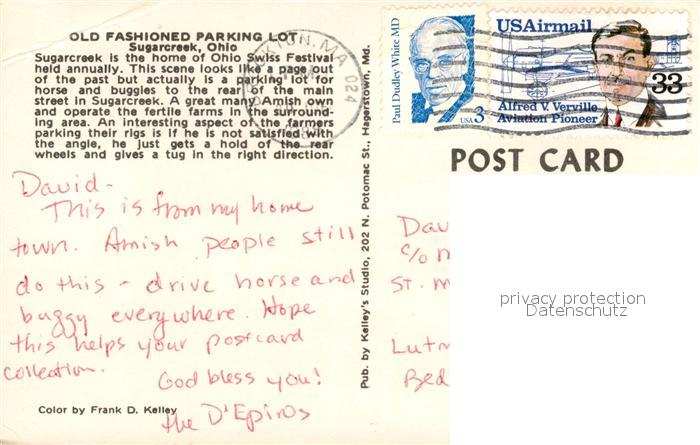 OLD FASHIONED PARKING LOT
Sugarcreek, Ohio
Sugarcreek is the home of Ohio Swiss Festival
held annually. This scene looks like a page out
of the past but actually is a parking lot for
horse and buggies to the rear of the main
street in Sugarcreek. A great many Amish own
and operate the fertile farms in the surround-
ing area. An interesting aspect of the farmers
parking their rigs is if he is not satisfied with
the angle, he just gets a hold of the rear
wheels and gives a tug in the right direction.
David-
This is from my home
town. Amish people still
do this - drive horse and
buggy everywhere. Hope
this helps your postcard
collection.
God bless you!
the D'Epiros
Color by Frank D. Kelley
Pub. by Kelley's Studio, 202 N. Potomac St., Hagerstown, Md.
MA 024
Paul Dudley White MD
USA 3
USAirmail
33
Alfred V. Verville
Aviation Pioneer
POST CARD
Dav
c/o
St. m
Lutm
Bed
privacy protection
Datenschutz